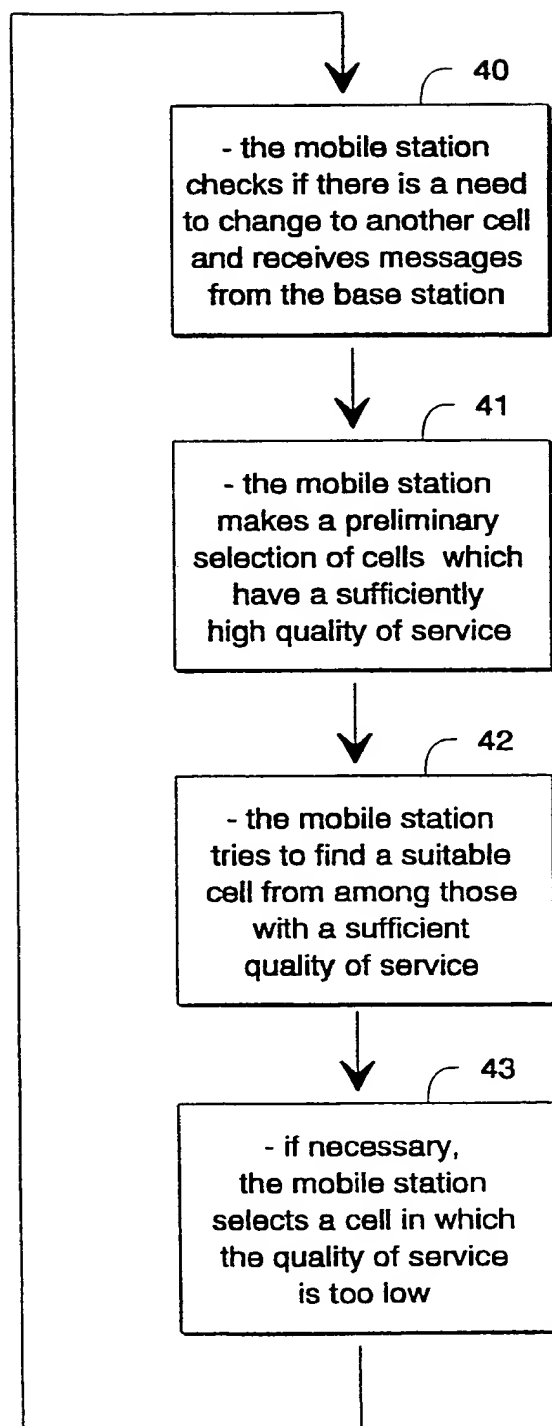 40
- the mobile station
checks if there is a need
to change to another cell
and receives messages
from the base station
41
- the mobile station
makes a preliminary
selection of cells which
have a sufficiently
high quality of service
42
- the mobile station
tries to find a suitable
cell from among those
with a sufficient
quality of service
43
- if necessary,
the mobile station
selects a cell in which
the quality of service
is too low